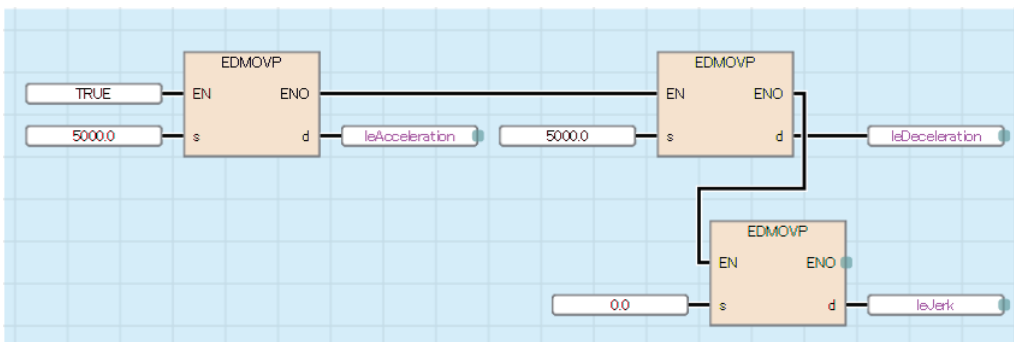 EDMOVP EDMOVP
TRUE EN ENO EN ENO
5000.0 s d leAcceleration 5000.0 s d leDeceleration
EDMOVP
EN ENO
0.0 s d leJerk